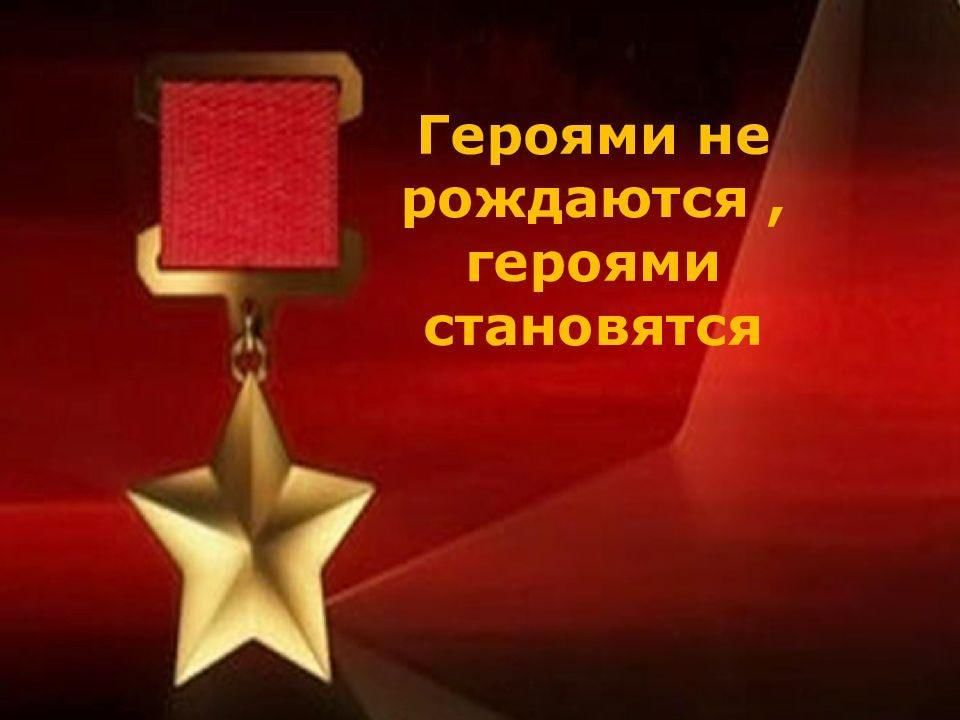 Героями не
рождаются ,
героями
становятся